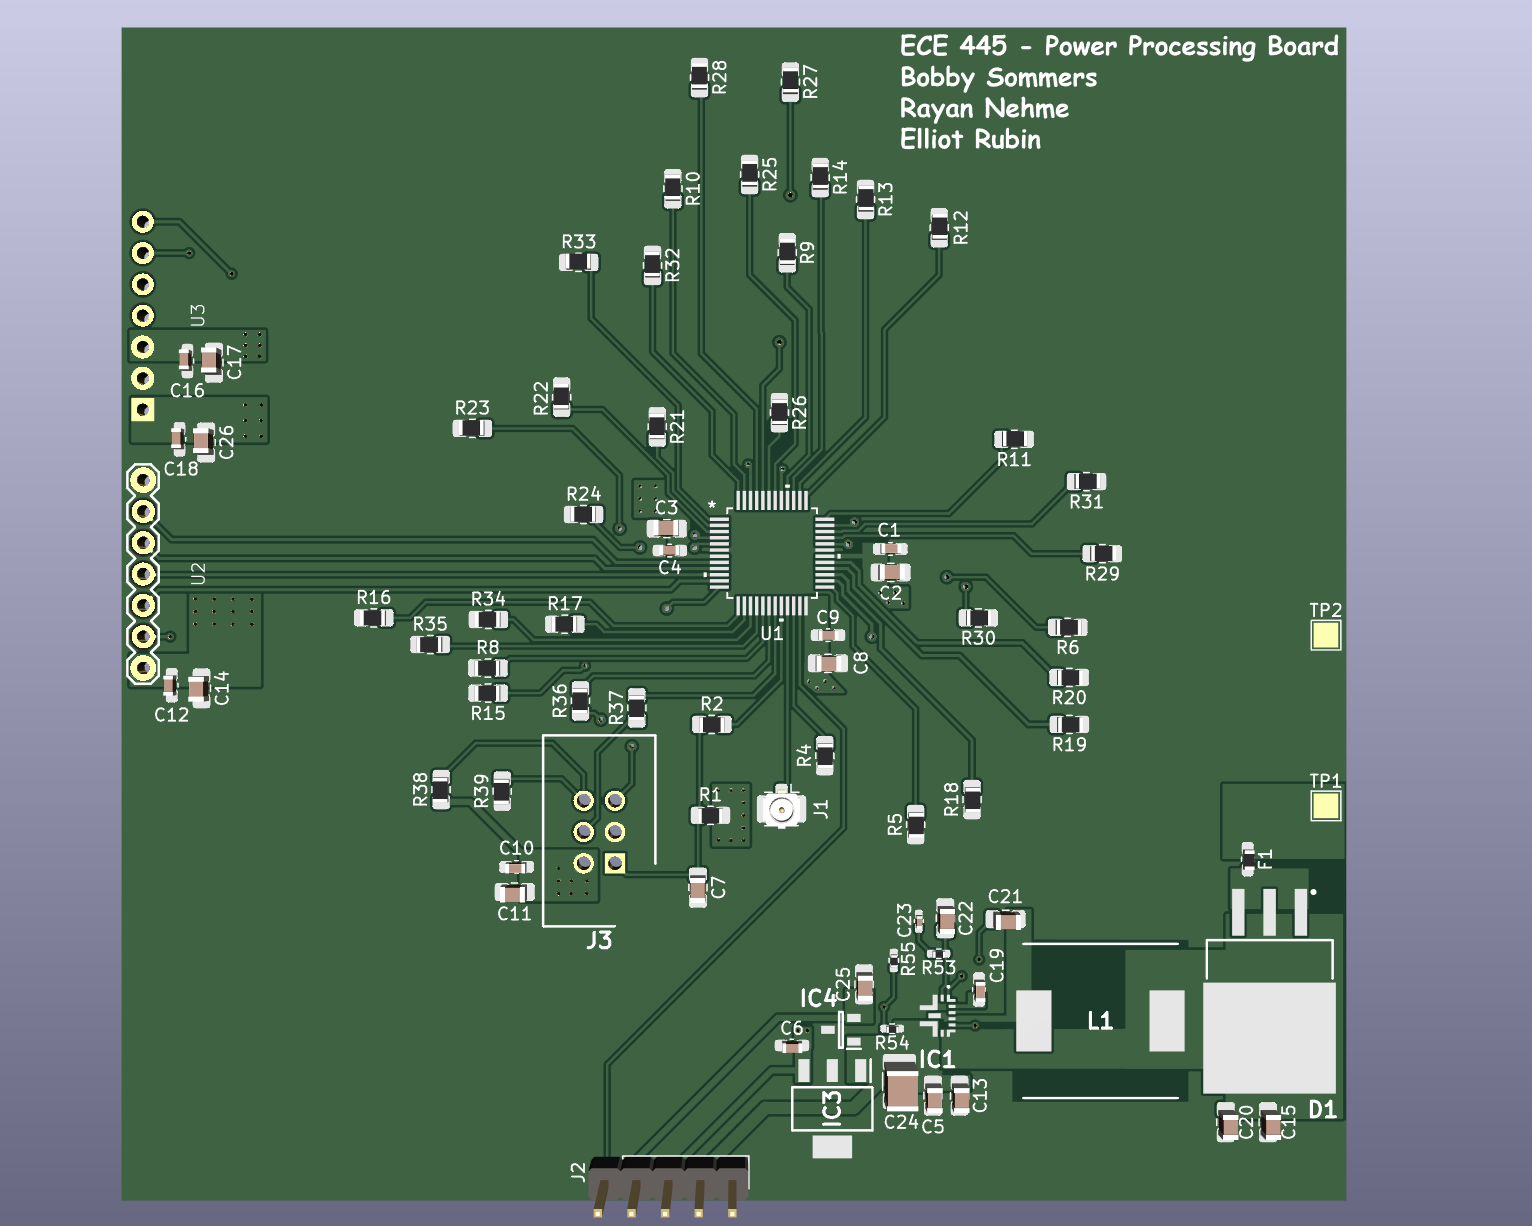 ECE 445 - Power Processing Board
Bobby Sommers
Rayan Nehme
Elliot Rubin
R28
R27
R10
R25
R14
R13
R12
R33
R32
R9
U3
C17
C16
R22
R23
R21
R26
C26
C18
R11
R31
R24
C3
*
C1
C4
R29
C2
U2
R16
R34
R17
C9
R30
R6
TP2
R35
R8
U1
C8
R20
C14
C12
R15
R36
R37
R2
R19
R4
R38
R39
R1
J1
R5
R18
TP1
C10
F1
C11
C7
J3
C23
C22
C21
R55
R53
C19
C25
IC4
C6
R54
L1
IC1
IC3
C24
C5
C13
D1
C20
C15
J2